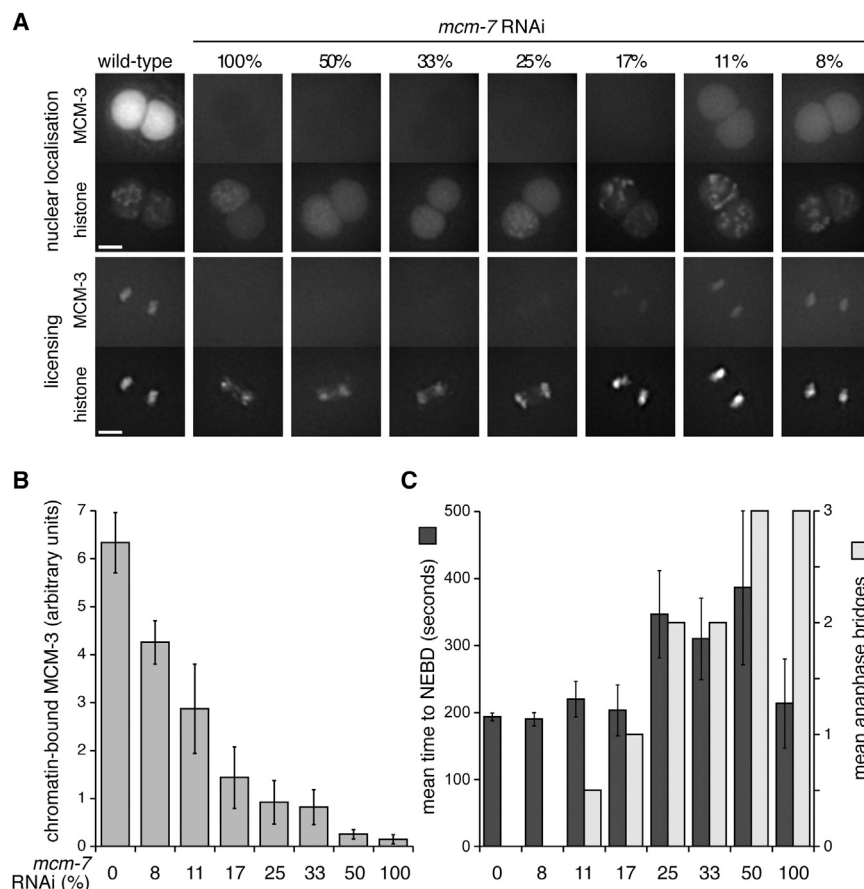 A
mcm-7 RNAi
wild-type 100% 50% 33% 25% 17% 11% 8%
nuclear localisation
MCM-3
histone
licensing
MCM-3
histone
B
chromatin-bound MCM-3 (arbitrary units)
7
6
5
4
3
2
1
0
mcm-7
RNAi (%)
0 8 11 17 25 33 50 100
C
mean time to NEBD (seconds)
500
400
300
200
100
0
0 8 11 17 25 33 50 100
3
2
1
0
mean anaphase bridges